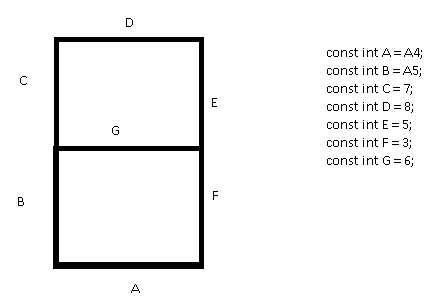 D
C
E
G
B
F
A
const int A = A4;
const int B = A5;
const int C = 7;
const int D = 8;
const int E = 5;
const int F = 3;
const int G = 6;